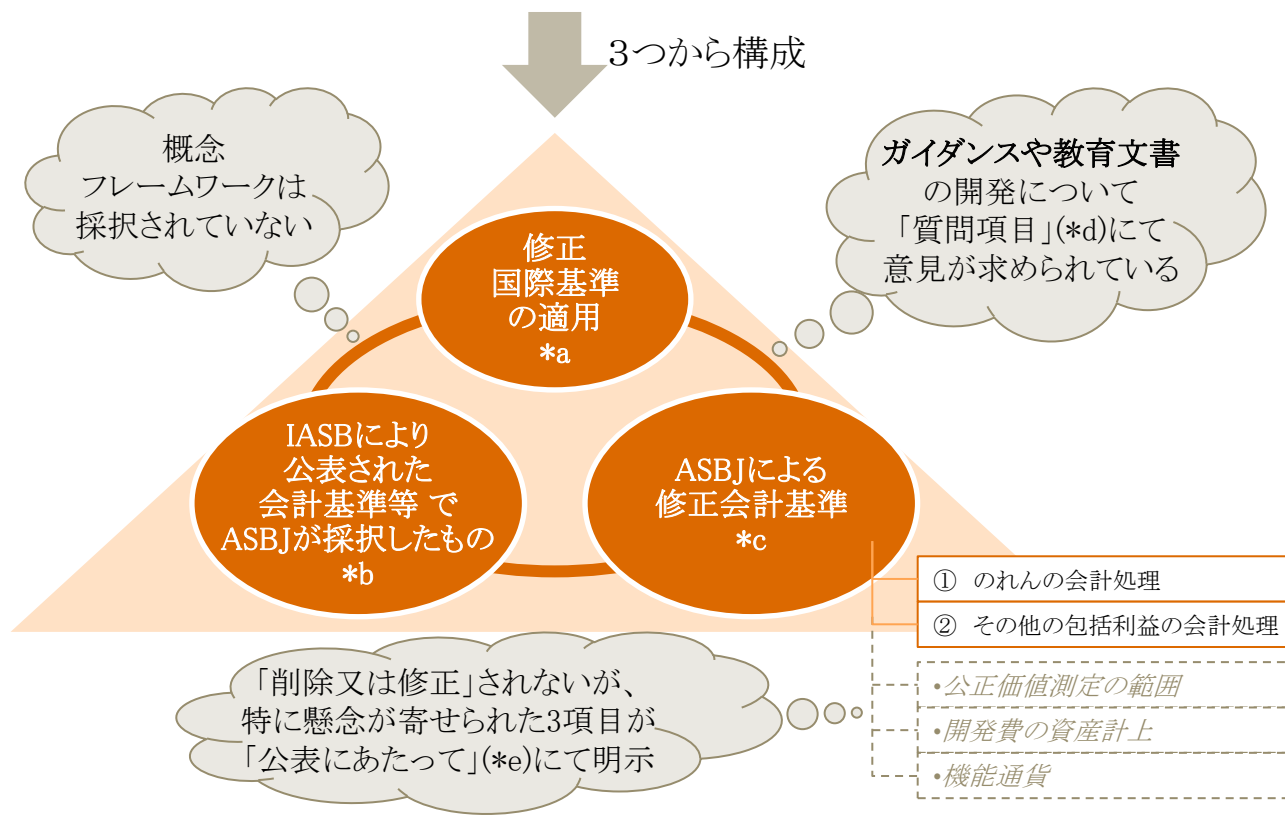 3つから構成
概念
フレームワークは
採択されていない
ガイダンスや教育文書
の開発について
「質問項目」(*d)にて
意見が求められている
修正
国際基準
の適用
*a
IASBにより
公表された
会計基準等 で
ASBJが採択したもの
*b
ASBJによる
修正会計基準
*c
① のれんの会計処理
② その他の包括利益の会計処理
•公正価値測定の範囲
•開発費の資産計上
•機能通貨
「削除又は修正」されないが、
特に懸念が寄せられた3項目が
「公表にあたって」(*e)にて明示